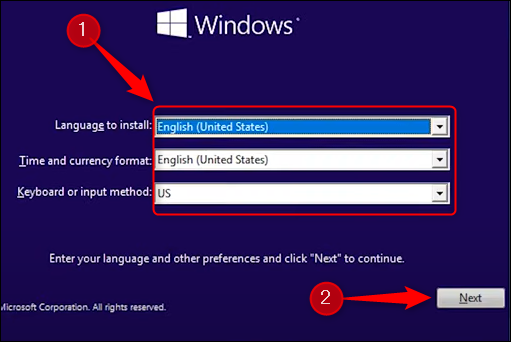 1
Windows
Language to install: English (United States)
Time and currency format: English (United States)
Keyboard or input method: US
Enter your language and other preferences and click "Next" to continue.
2 Next
Microsoft Corporation. All rights reserved.